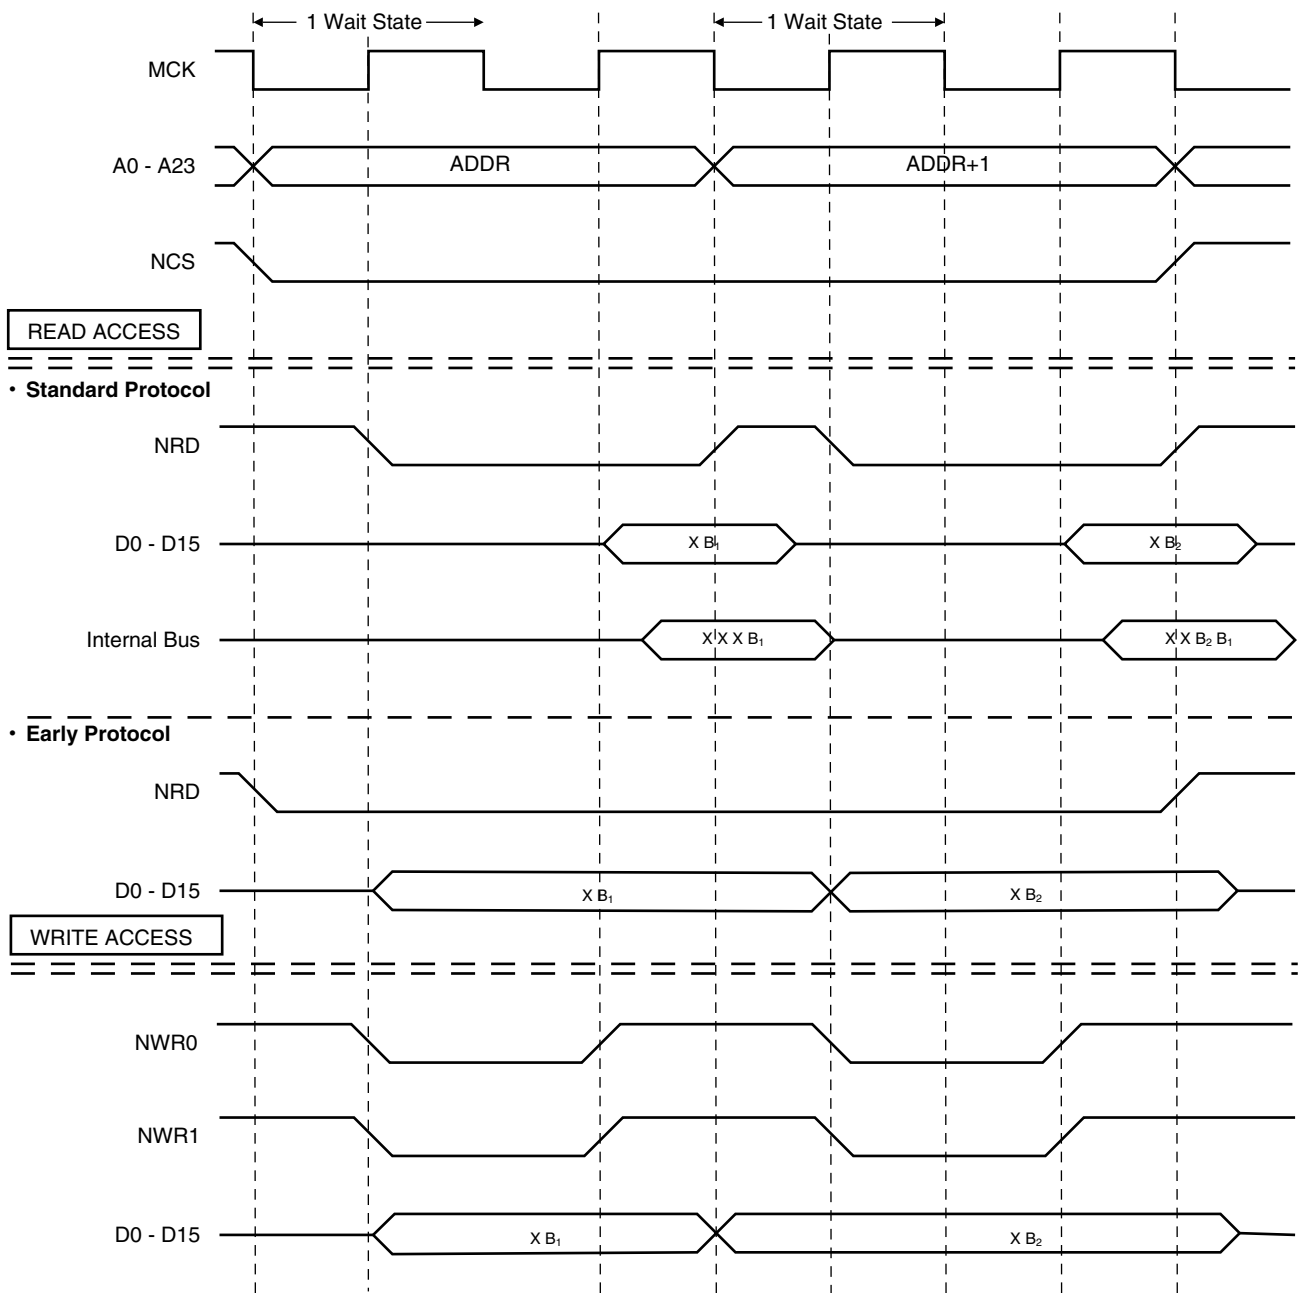 1 Wait State 1 Wait State
MCK
A0 - A23 ADDR ADDR+1
NCS
READ ACCESS
• Standard Protocol
NRD
D0 - D15 X B₁ X B₂
Internal Bus X X X B₁ X X B₂ B₁
• Early Protocol
NRD
D0 - D15 X B₁ X B₂
WRITE ACCESS
NWR0
NWR1
D0 - D15 X B₁ X B₂